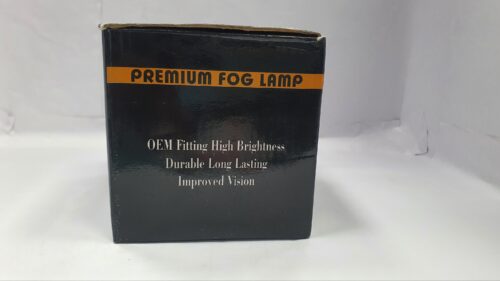 PREMIUM FOG LAMP
OEM Fitting High Brightness
Durable Long Lasting
Improved Vision